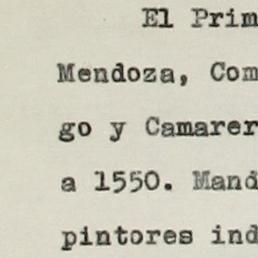 El Prim
Mendoza, Com
go y Camarer
a 1550. Mand
pintores ind